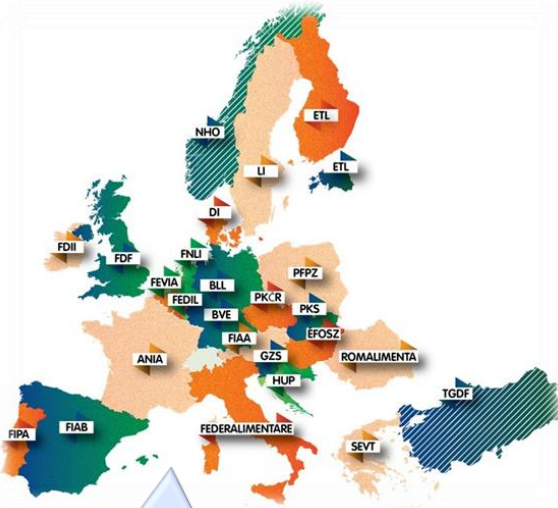 ETL
NHO
LI
ETL
DI
FDII
FDF
FNLI
PFPZ
FEVIA
BLL
FEDIL
PKČR
PKS
BVE
ÉFOSZ
FIAA
GZS
ROMALIMENTA
ANIA
HUP
TGDF
FIPA
FIAB
FEDERALIMENTARE
SEVT